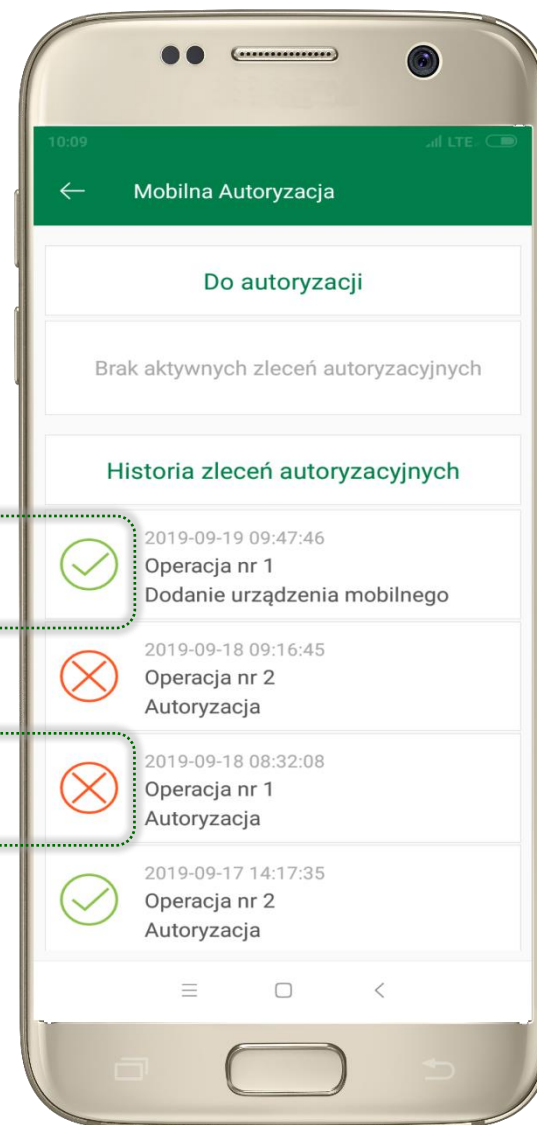 10:09 LTE
Mobilna Autoryzacja
Do autoryzacji
Brak aktywnych zleceń autoryzacyjnych
Historia zleceń autoryzacyjnych
2019-09-19 09:47:46
Operacja nr 1
Dodanie urządzenia mobilnego
2019-09-18 09:16:45
Operacja nr 2
Autoryzacja
2019-09-18 08:32:08
Operacja nr 1
Autoryzacja
2019-09-17 14:17:35
Operacja nr 2
Autoryzacja